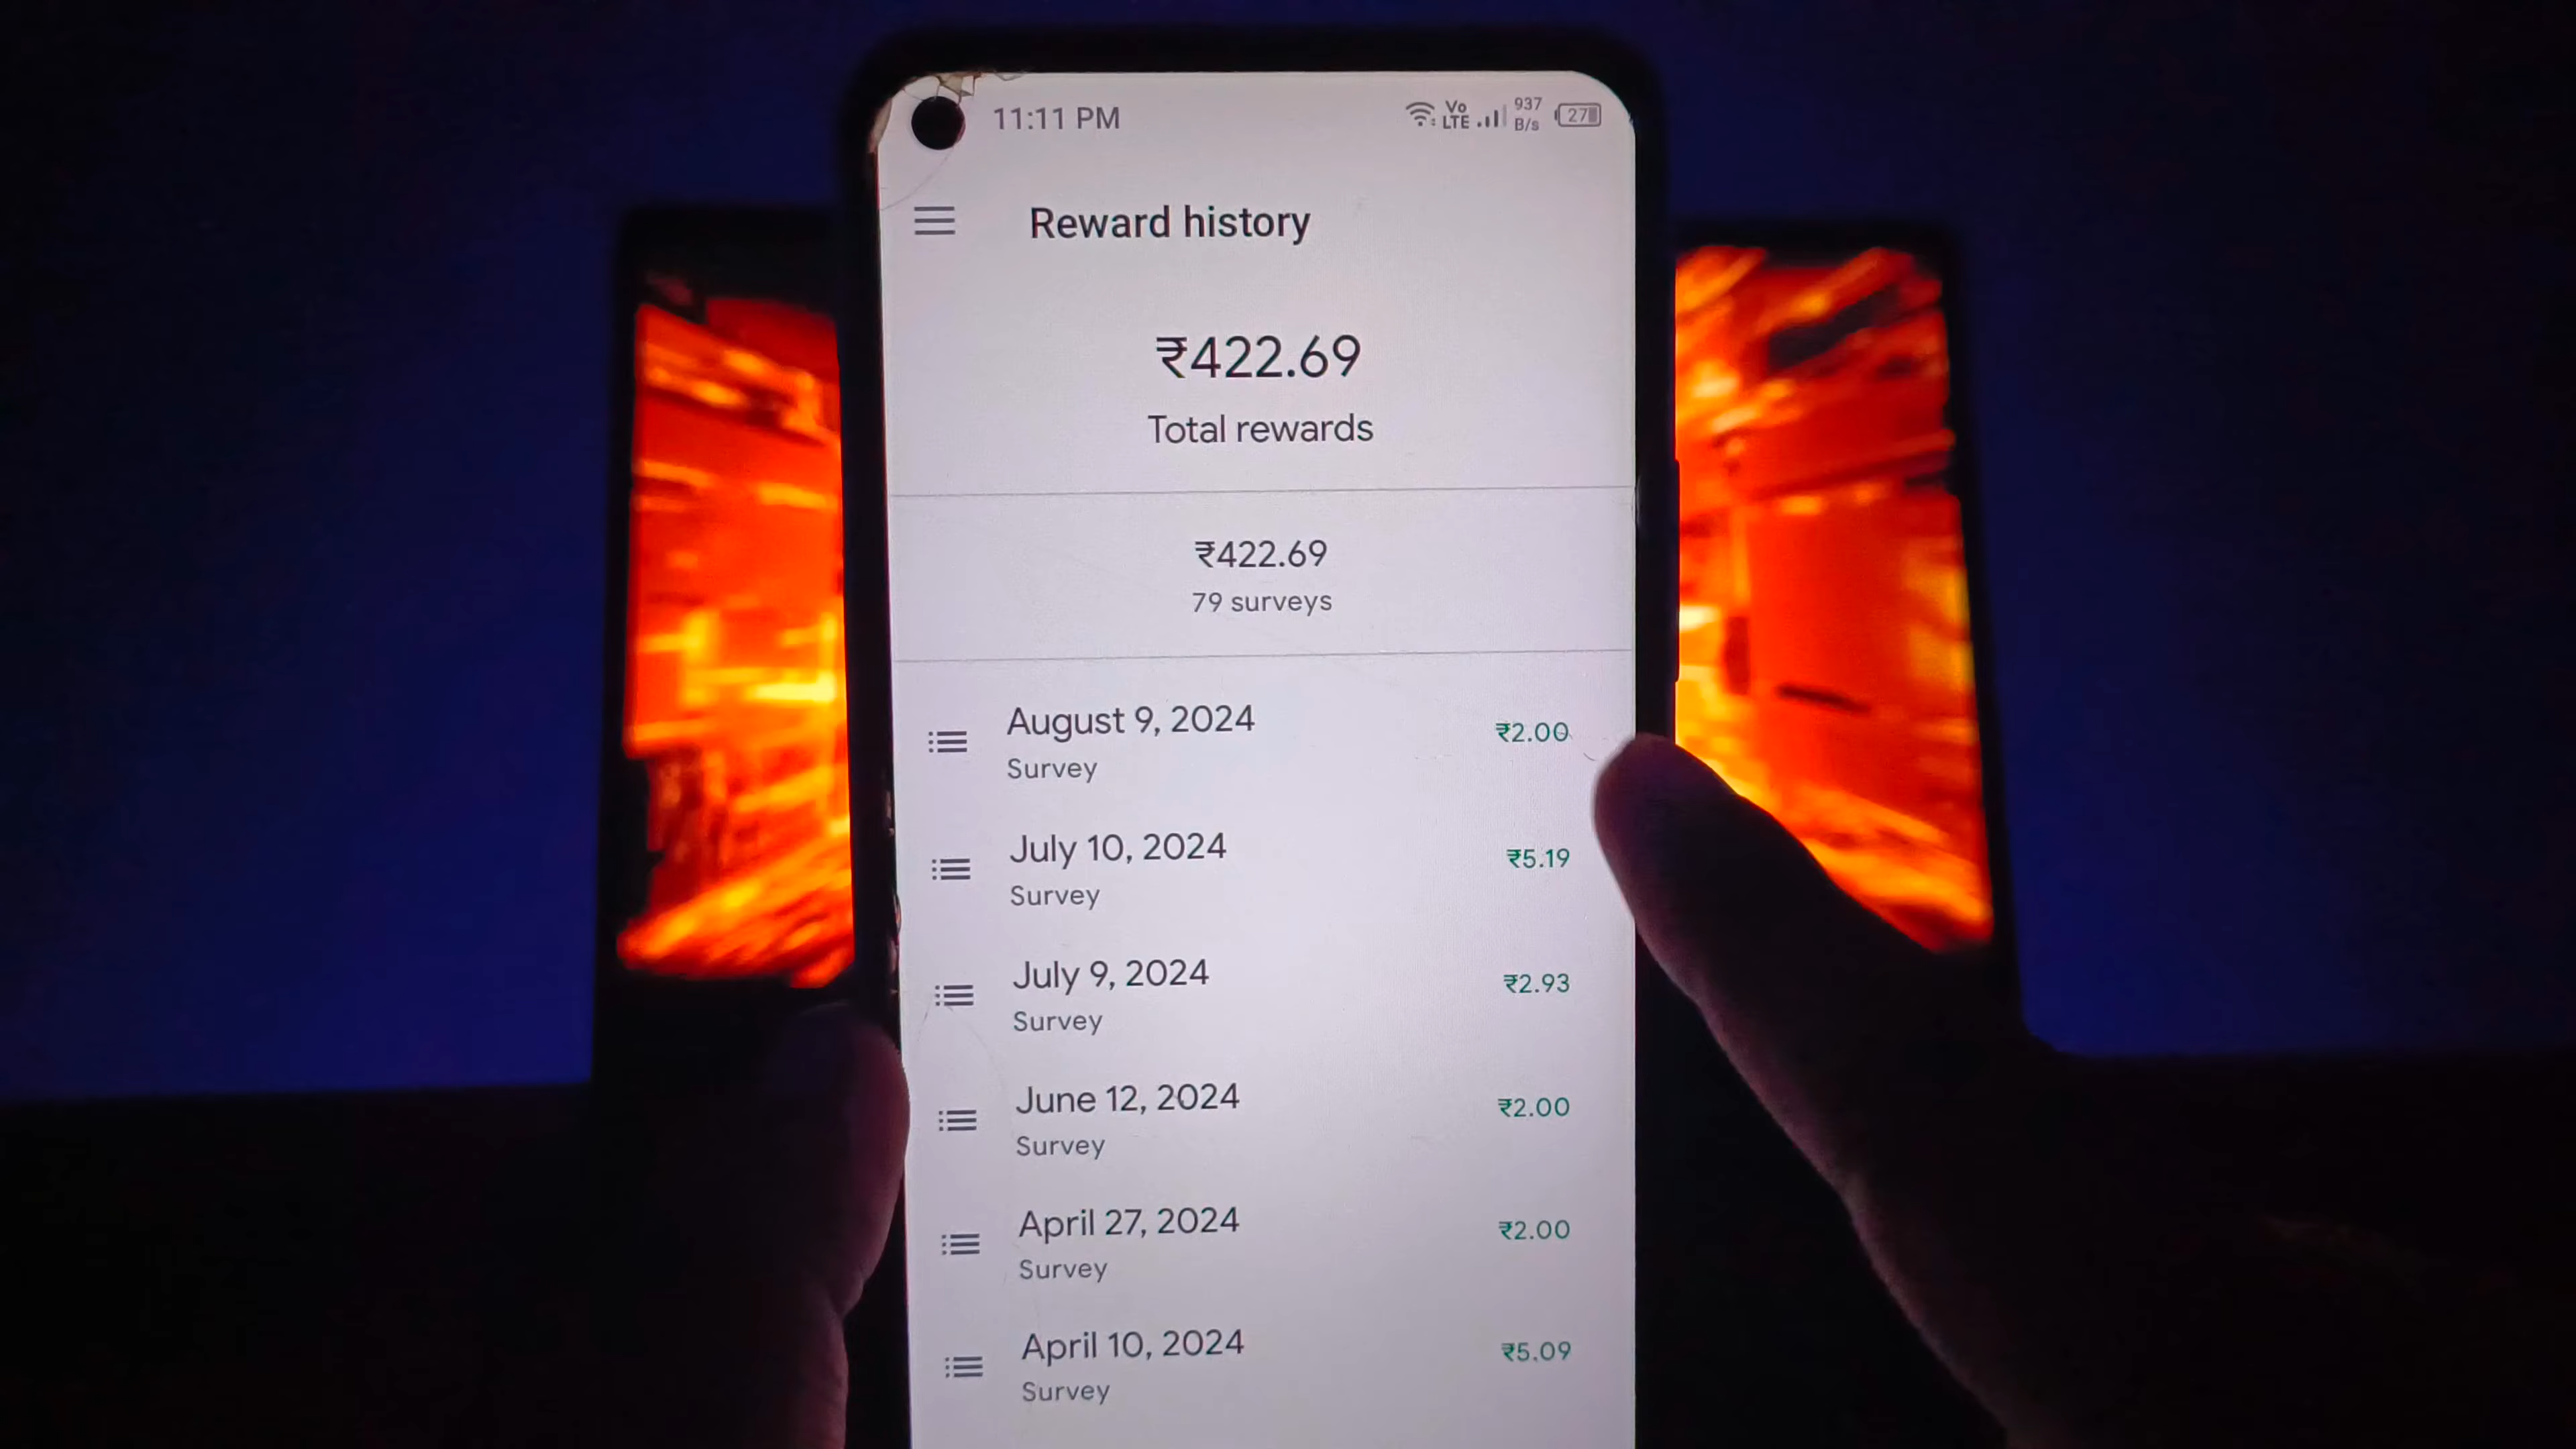 11:11 PM
Vo LTE 937 B/s 27
Reward history
₹422.69
Total rewards
₹422.69
79 surveys
August 9, 2024
₹2.00
Survey
July 10, 2024
₹5.19
Survey
July 9, 2024
₹2.93
Survey
June 12, 2024
₹2.00
Survey
April 27, 2024
₹2.00
Survey
April 10, 2024
₹5.09
Survey